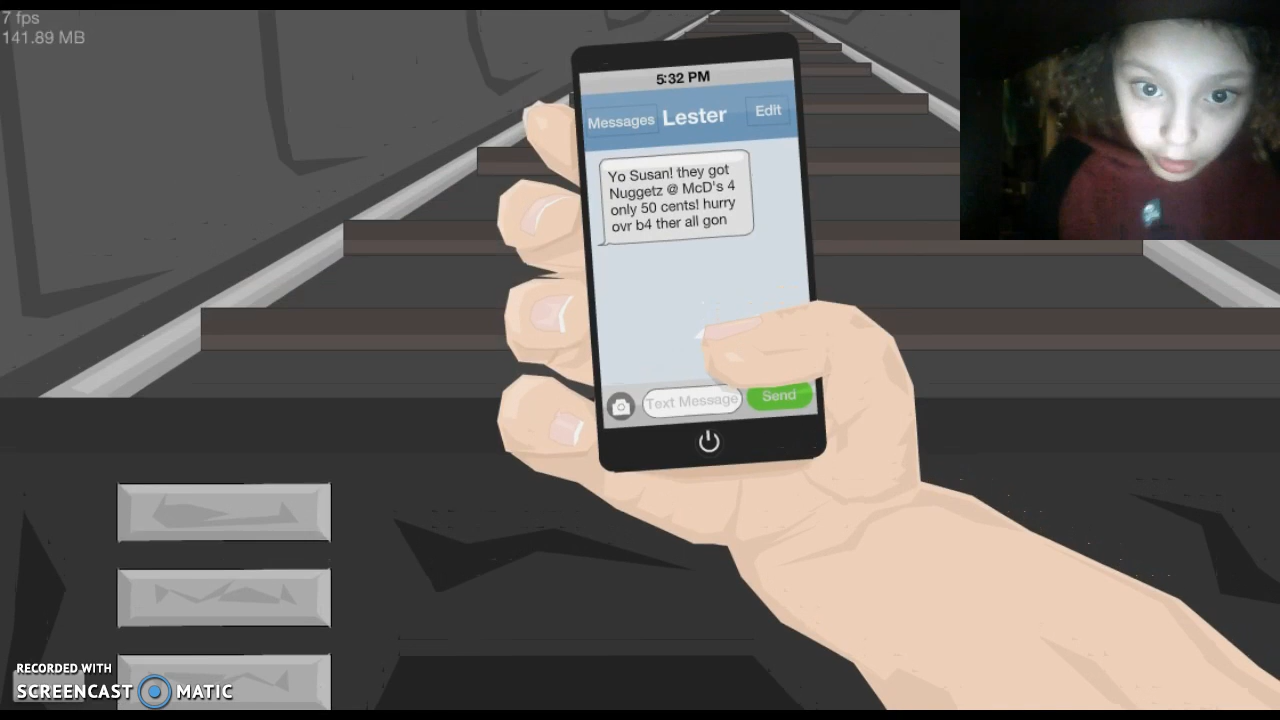 7 fps
141.89 MB
5:32 PM
Messages Lester Edit
Yo Susan! they got
Nuggetz @ McD's 4
only 50 cents! hurry
ovr b4 ther all gon
Text Message Send
RECORDED WITH
SCREENCAST MATIC